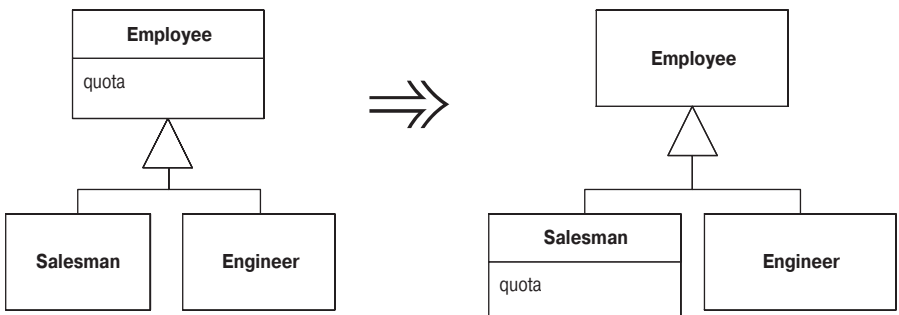 Employee
quota
Salesman
Engineer
Employee
Salesman
quota
Engineer